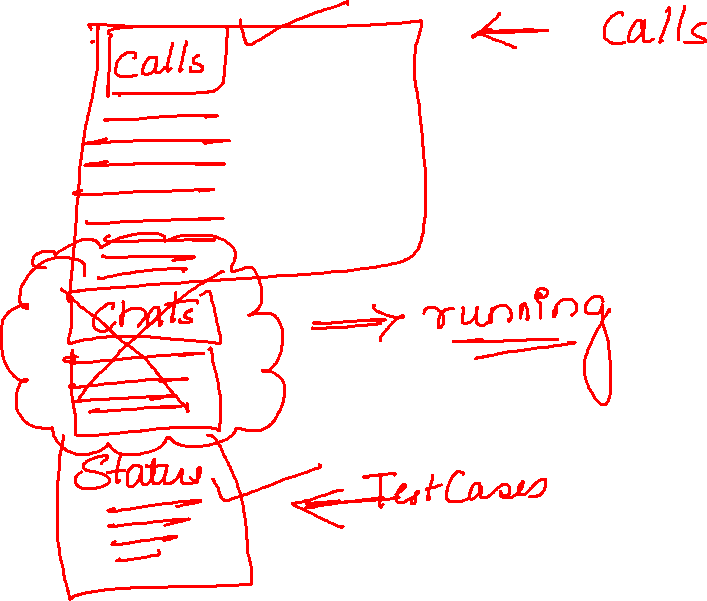 Calls
Calls
Chats
running
Status
TestCases